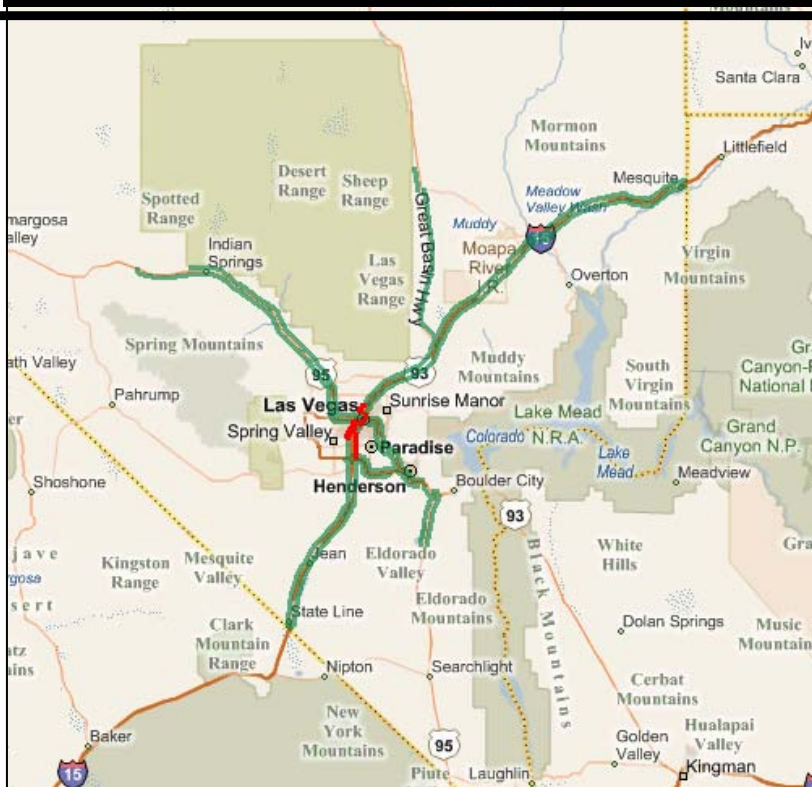 Mountains
Iv
Santa Clara
Mormon
Mountains
Littlefield
Desert
Range
Sheep
Range
Mesquite
Spotted
Range
Meadow
Valley Wash
Great Basin Hwy
Muddy
15
margosa
alley
Indian
Springs
Moapa
River
I.R.
Virgin
Mountains
Las
Vegas
Range
Overton
Spring Mountains
95
93
Muddy
Mountains
South
Virgin
Mountains
Gra
Canyon-P
National
ath Valley
Pahrump
Las Vegas
Sunrise Manor
Lake Mead
N.R.A.
Spring Valley
Paradise
Colorado
Lake
Mead
Grand
Canyon N.P.
er
Henderson
Boulder City
Meadview
Shoshone
93
jave
Kingston
Range
Mesquite
Valley
Jean
Eldorado
Valley
Black Mountains
White
Hills
Gra
rgosa
sert
Eldorado
Mountains
State Line
Clark
Mountain
Range
Dolan Springs
Music
Mountain
atz
ains
Nipton
Searchlight
Cerbat
Mountains
New
York
Mountains
Hualapai
Valley
Baker
95
Golden
Valley
15
Piute
Laughlin
Kingman